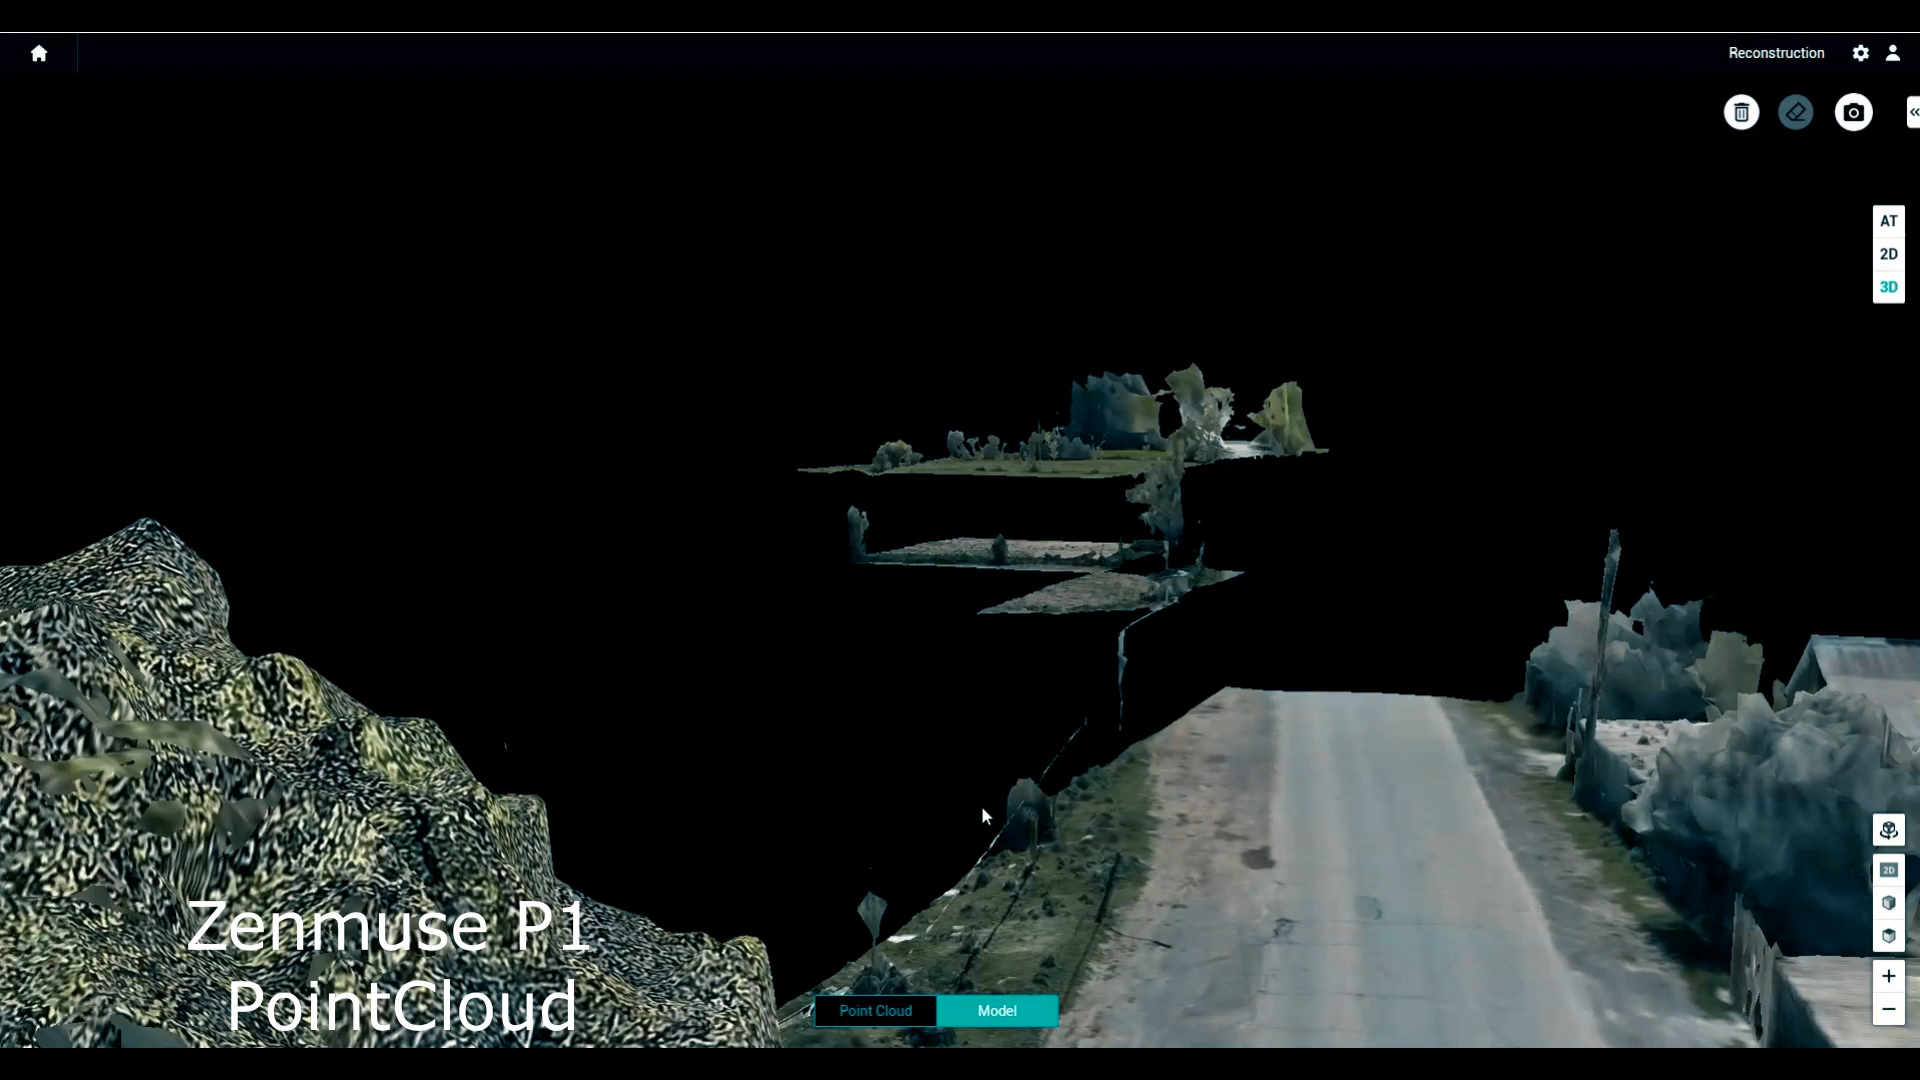 Reconstruction
AT
2D
3D
2D
Zenmuse P1
PointCloud
Point Cloud
Model